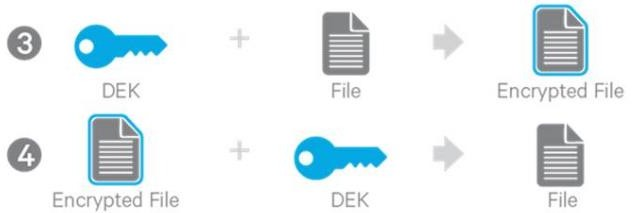 3 + 
DEK File Encrypted File
4 +
Encrypted File DEK File